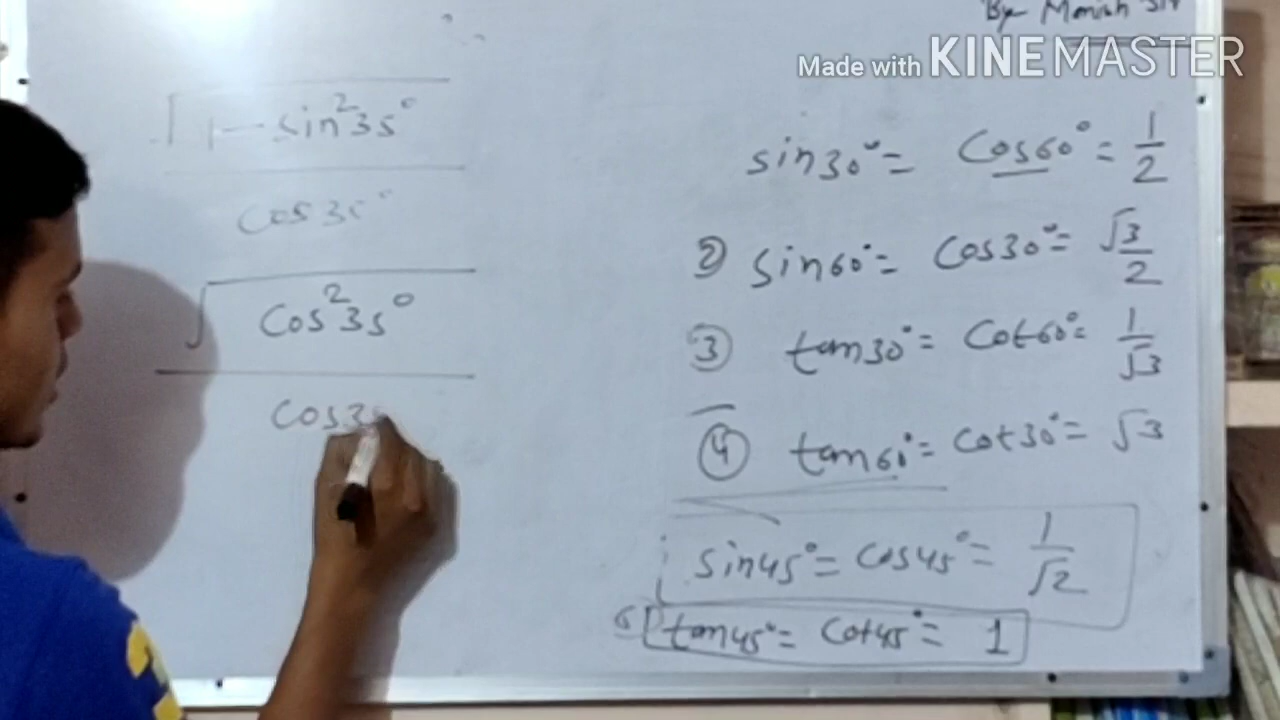 By Manish Sir
Made with KINEMASTER
√1 - sin²35°
cos35°
√cos²35°
cos35
sin30° = cos60° = 1/2
2 sin60° = cos30° = √3/2
3 tan30° = cot60° = 1/√3
4 tan60° = cot30° = √3
sin45° = cos45° = 1/√2
6 tan45° = cot45° = 1